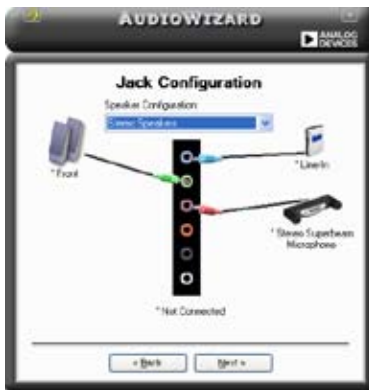 AUDIOWIZARD
ANALOG
DEVICES
Jack Configuration
Speaker Configuration:
Stereo Speakers
* Line-In
* Front
* Stereo Superbeam
Microphone
* Not Connected
< Back
Next >